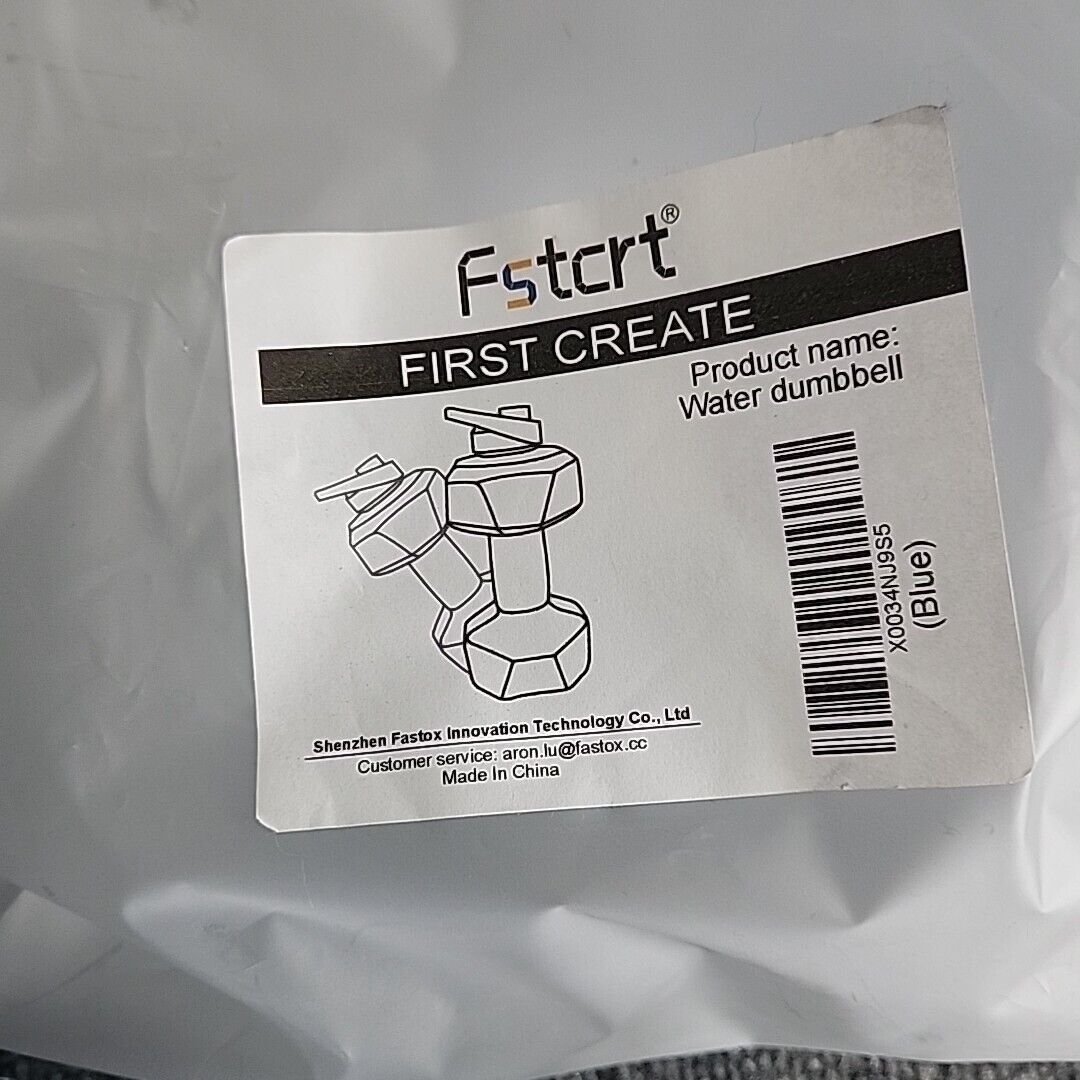 Fstcrt®
FIRST CREATE
Product name:
Water dumbbell
X0034NJ9S5
(Blue)
Shenzhen Fastox Innovation Technology Co., Ltd
Customer service: aron.lu@fastox.cc
Made In China